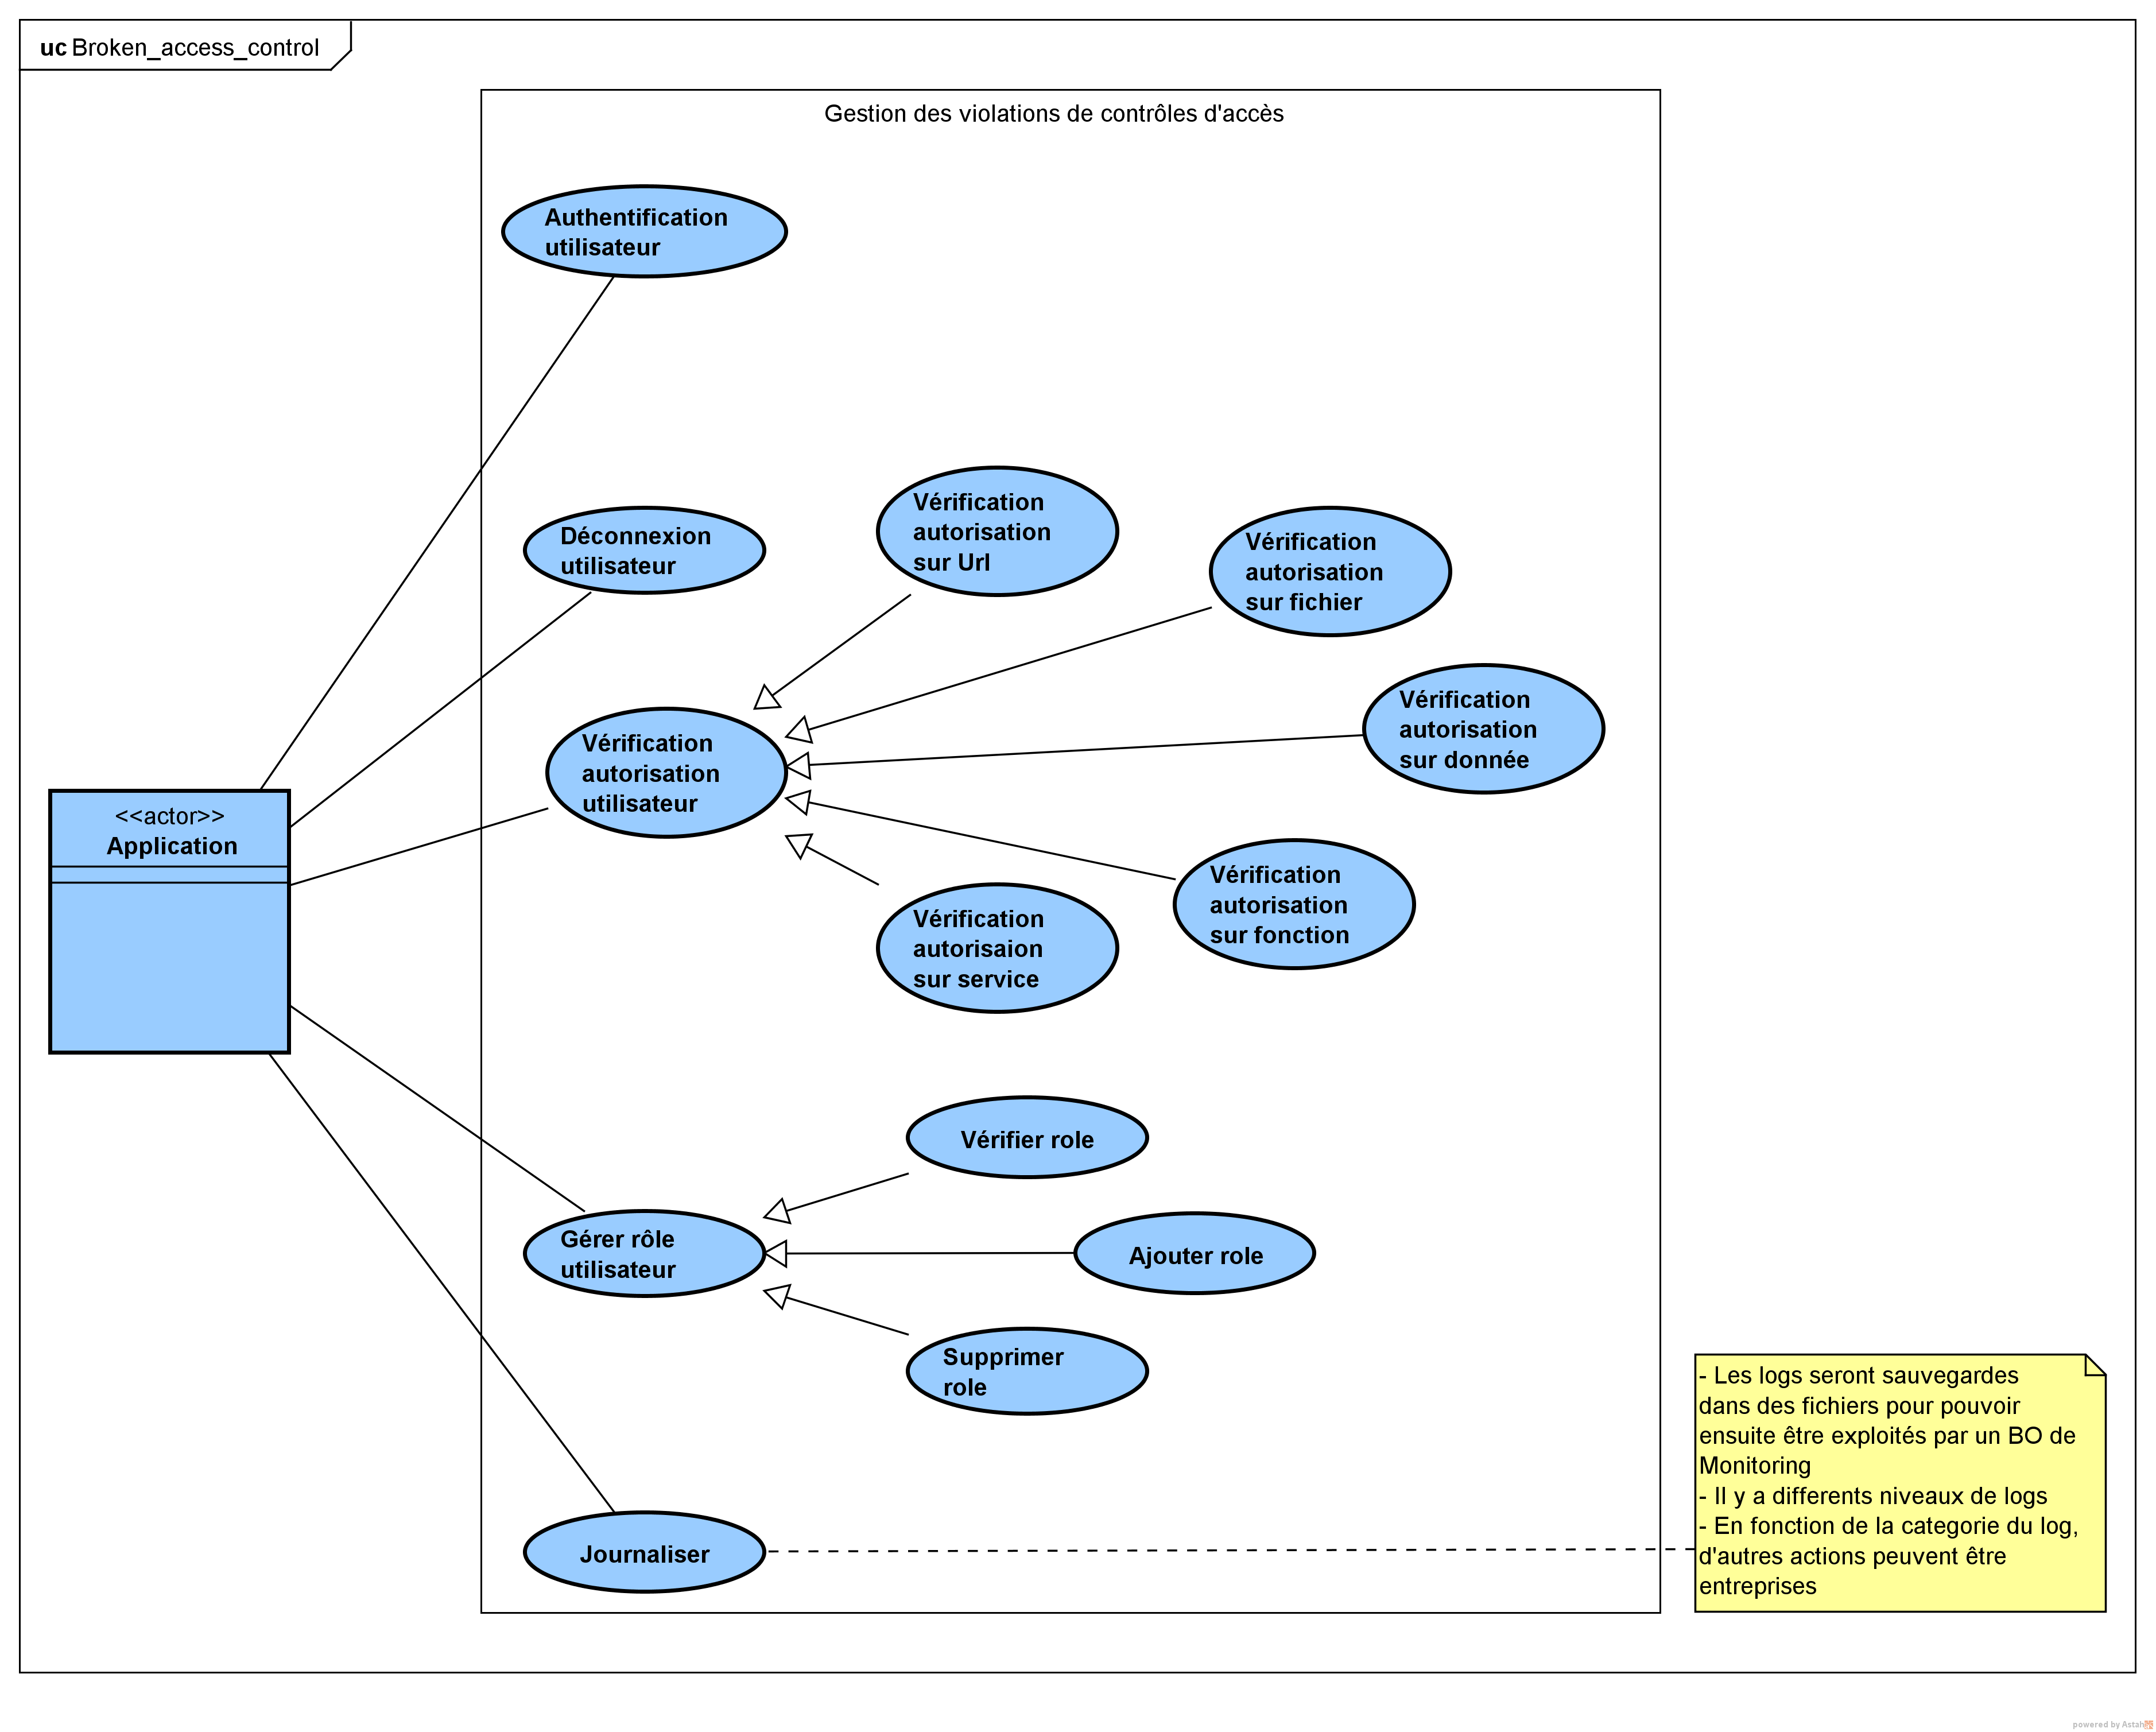 uc Broken_access_control
Gestion des violations de contrôles d'accès
Authentification
utilisateur
Déconnexion
utilisateur
Vérification
autorisation
sur Url
Vérification
autorisation
sur fichier
Vérification
autorisation
sur donnée
Vérification
autorisation
utilisateur
<<actor>>
Application
Vérification
autorisation
sur fonction
Vérification
autorisaion
sur service
Vérifier role
Gérer rôle
utilisateur
Ajouter role
Supprimer
role
- Les logs seront sauvegardes
dans des fichiers pour pouvoir
ensuite être exploités par un BO de
Monitoring
- Il y a differents niveaux de logs
- En fonction de la categorie du log,
d'autres actions peuvent être
entreprises
Journaliser
powered by Astah